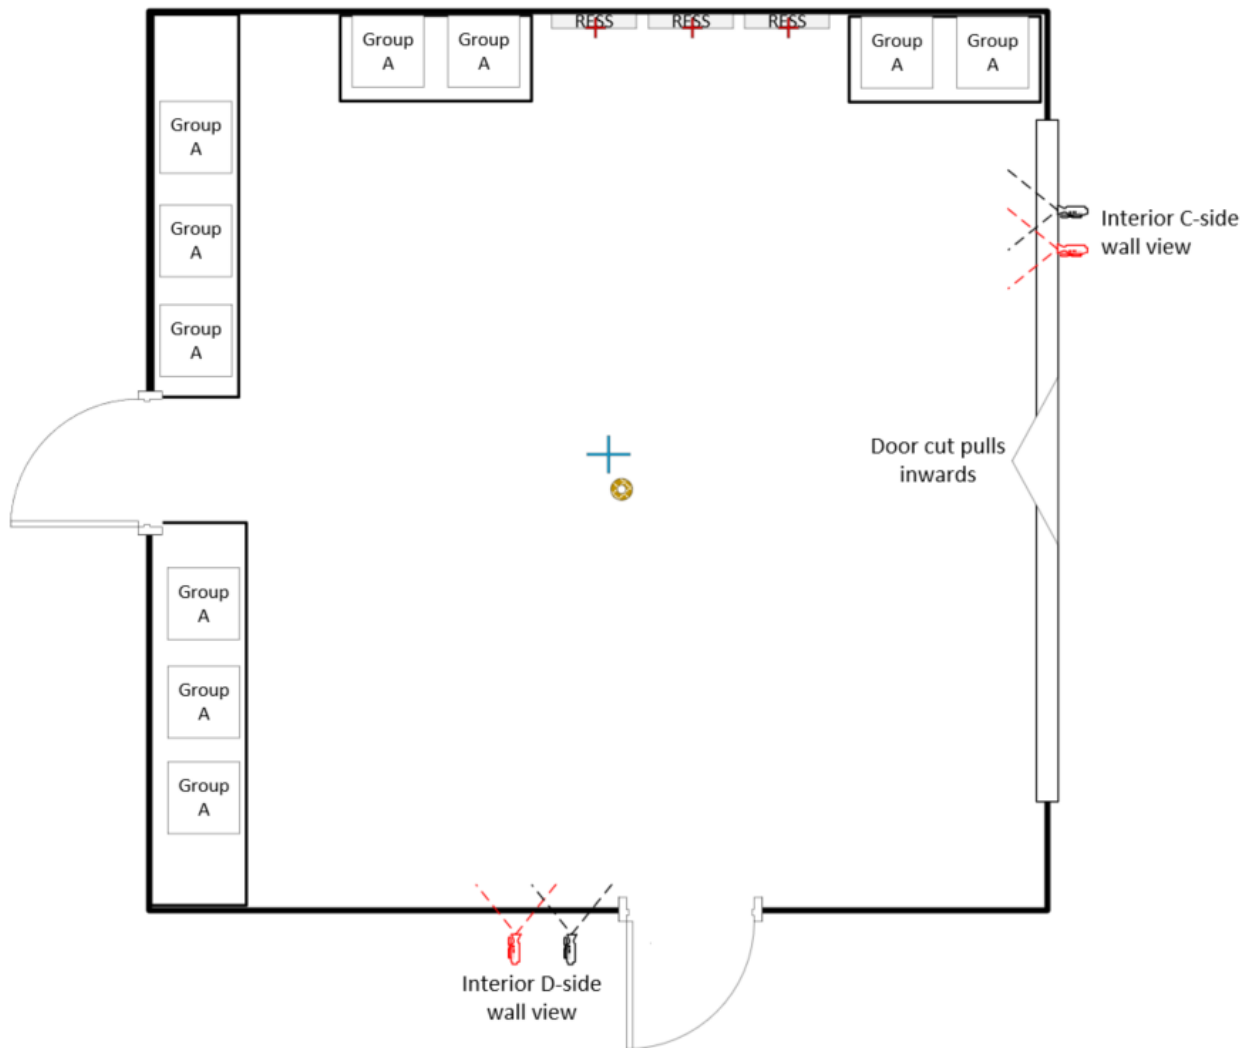 Group
A
Group
A
RESS
RESS
RESS
Group
A
Group
A
Group
A
Group
A
Group
A
Interior C-side
wall view
Door cut pulls
inwards
Group
A
Group
A
Group
A
Interior D-side
wall view